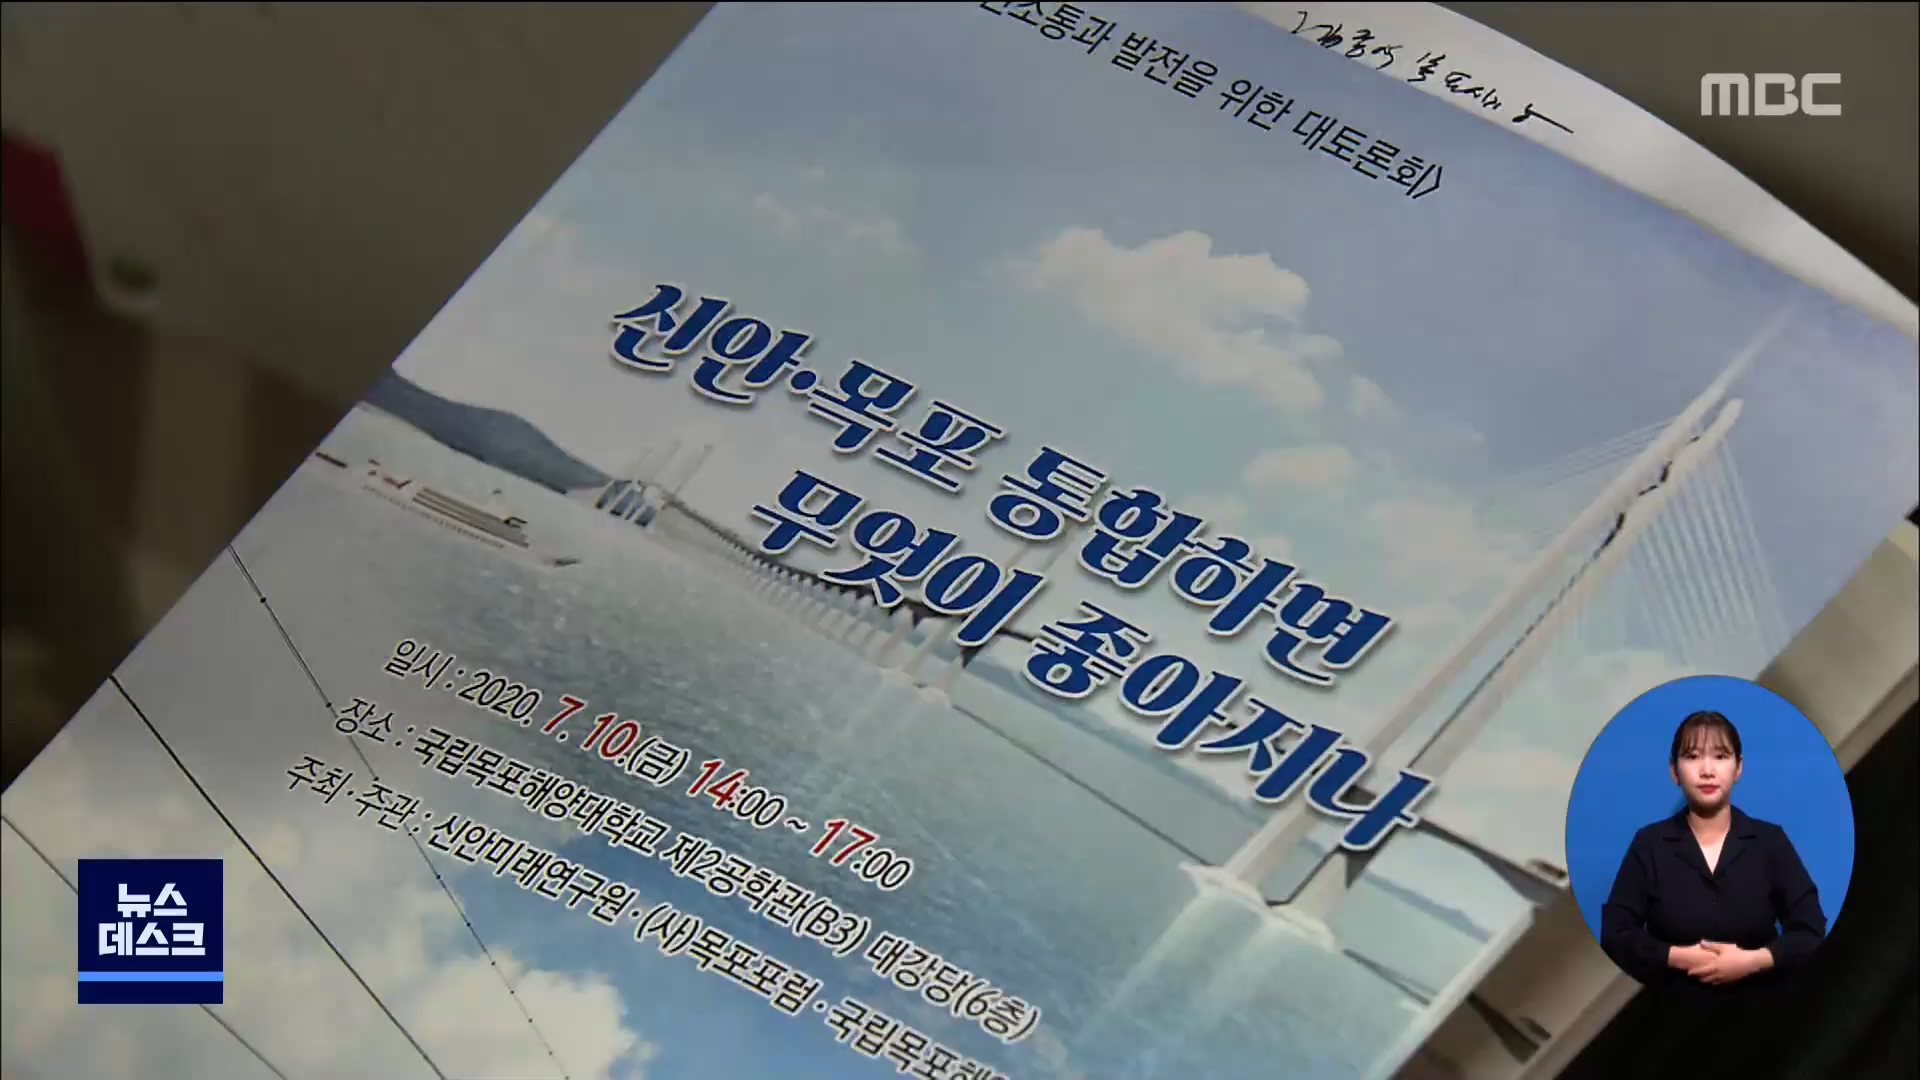 소통과 발전을 위한 대토론회>
MBC
신안·목포 통합하면
무엇이 좋아지나
일시 : 2020. 7. 10.(금) 14:00 ~ 17:00
장소 : 국립목포해양대학교 제2공학관(B3) 대강당(6층)
주최·주관 : 신안미래연구원·(사)목포포럼·국립목포해
뉴스
데스크